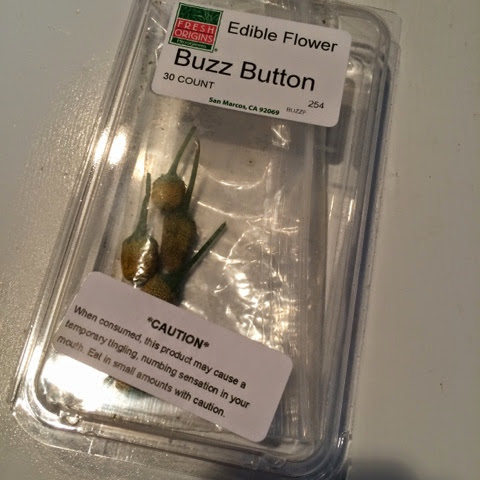 FRESH
ORIGINS
Edible Flower
Buzz Button
30 COUNT
254
San Marcos, CA 92069
BUZZF
*CAUTION*
When consumed, this product may cause a
temporary tingling, numbing sensation in your
mouth. Eat in small amounts with caution.